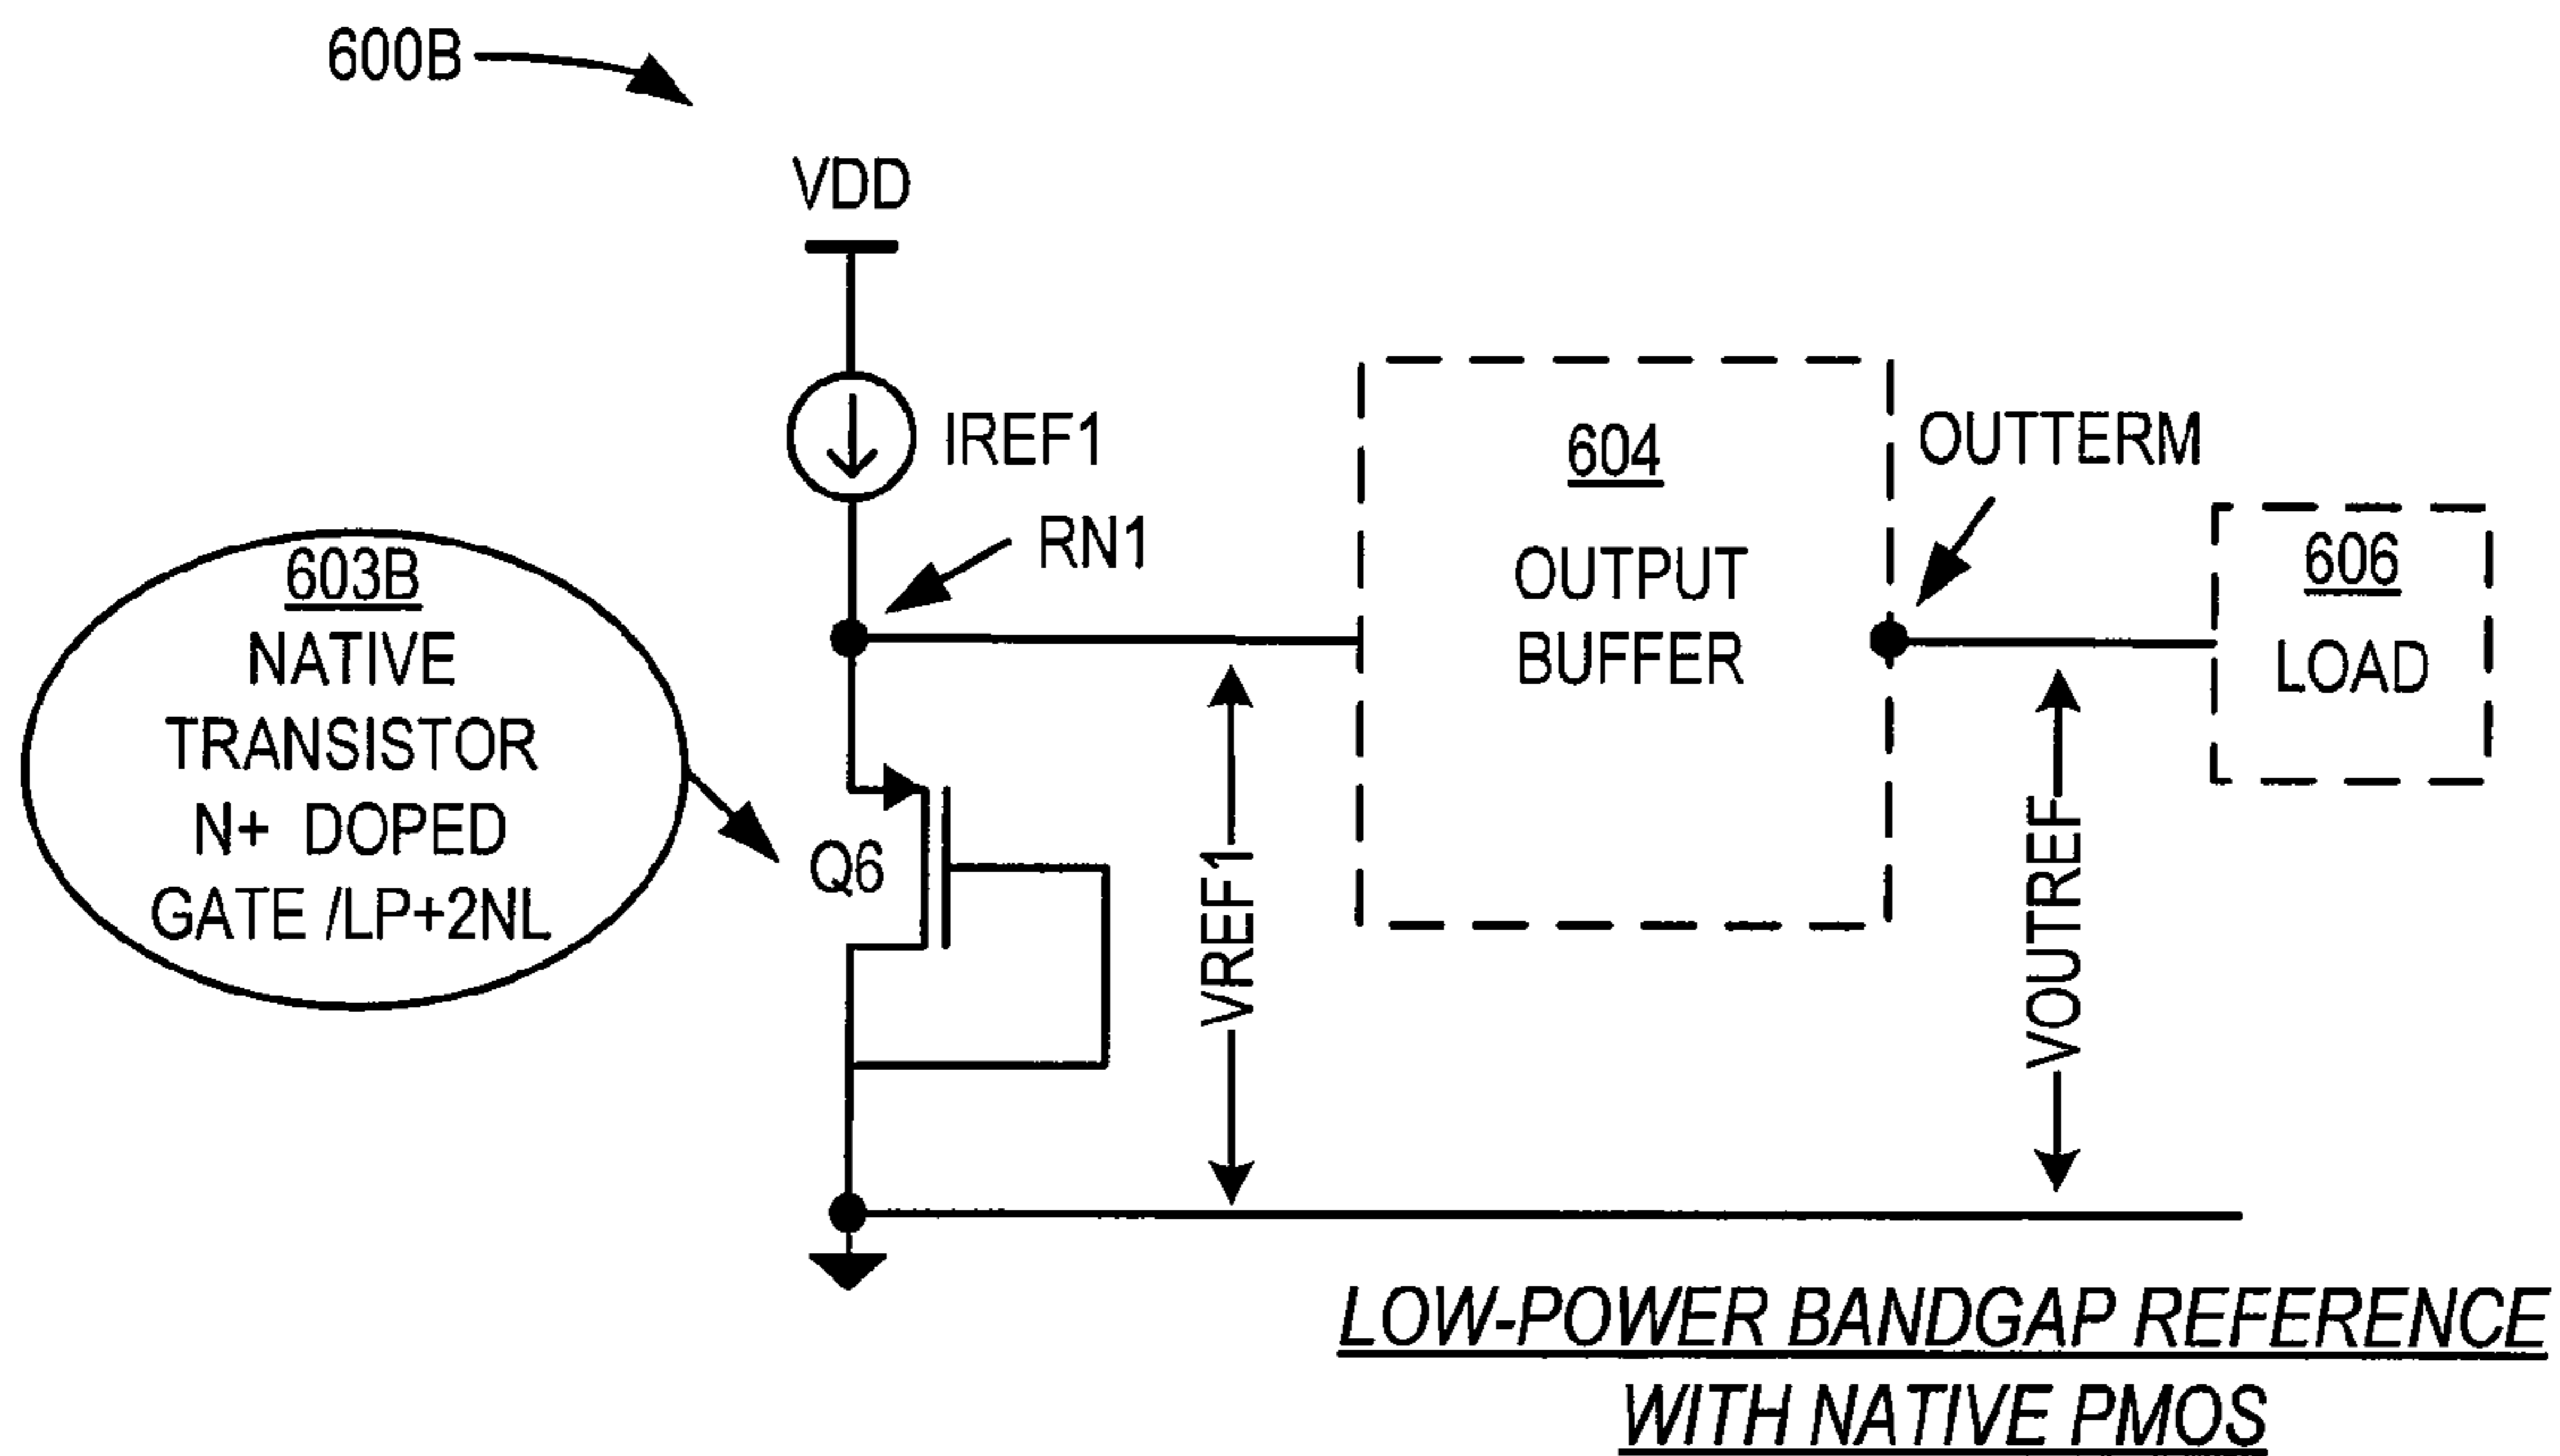 600B
VDD
IREF1
RN1
603B
NATIVE
TRANSISTOR
N+ DOPED
GATE /LP+2NL
Q6
VREF1
604
OUTPUT
BUFFER
OUTTERM
606
LOAD
VOUTREF
LOW-POWER BANDGAP REFERENCE
WITH NATIVE PMOS